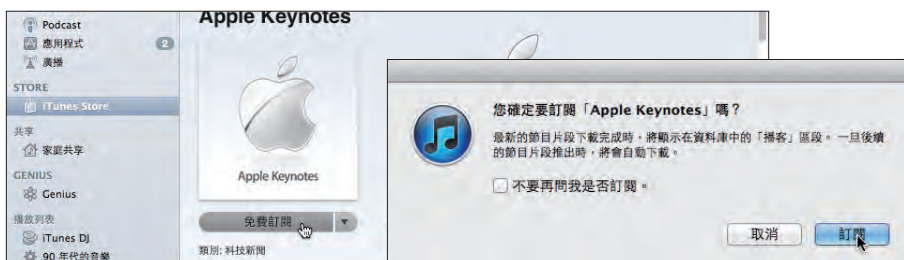 Podcast
應用程式 2
廣播
STORE
iTunes Store
共享
家庭共享
GENIUS
Genius
播放列表
iTunes DJ
90 年代的音樂
Apple Keynotes
Apple Keynotes
免費訂閱
類別: 科技新聞
您確定要訂閱「Apple Keynotes」嗎？
最新的節目片段下載完成時，將顯示在資料庫中的「播客」區段。一旦後續
的節目片段推出時，將會自動下載。
不要再問我是否訂閱。
取消
訂閱